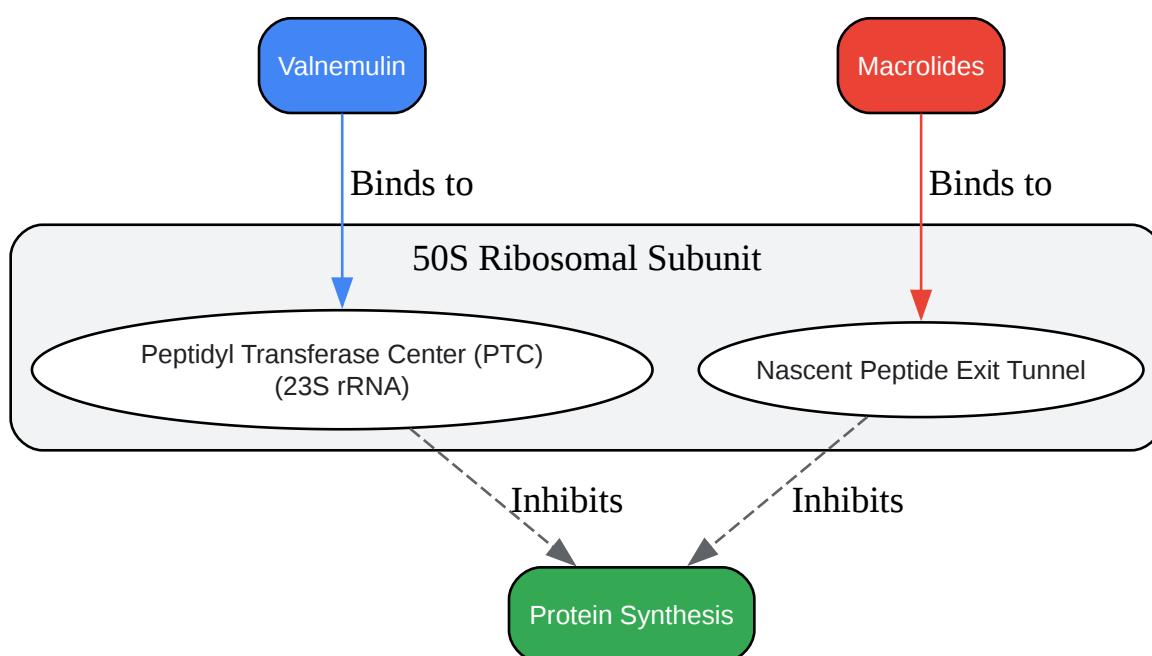 Valnemulin
Macrolides
Binds to
Binds to
50S Ribosomal Subunit
Peptidyl Transferase Center (PTC)
(23S rRNA)
Nascent Peptide Exit Tunnel
Inhibits
Inhibits
Protein Synthesis